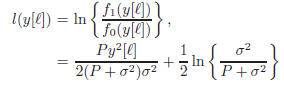 l(y[ℓ]) = ln { f₁(y[ℓ]) / f₀(y[ℓ]) },
= Py²[ℓ] / 2(P + σ²)σ² + 1/2 ln { σ² / P + σ² }